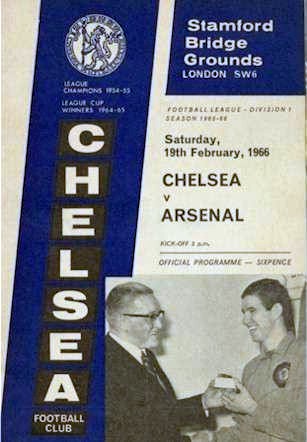 LEAGUE
CHAMPIONS 1954-55
LEAGUE CUP
WINNERS 1964-65
CHELSEA
FOOTBALL
CLUB
Stamford
Bridge
Grounds
LONDON SW6
FOOTBALL LEAGUE - DIVISION 1
SEASON 1965-66
Saturday,
19th February, 1966
CHELSEA
v
ARSENAL
KICK-OFF 3 p.m.
OFFICIAL PROGRAMME — SIXPENCE